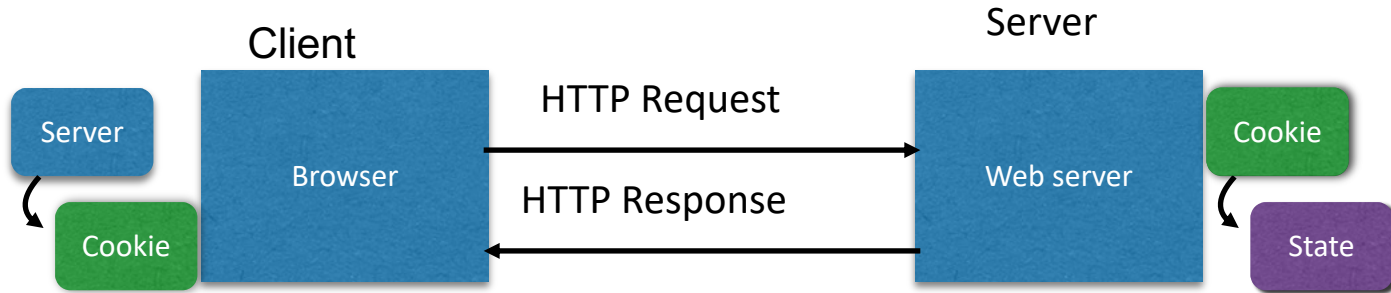 Client
Server
HTTP Request
Server
Cookie
Browser
Web server
HTTP Response
Cookie
State